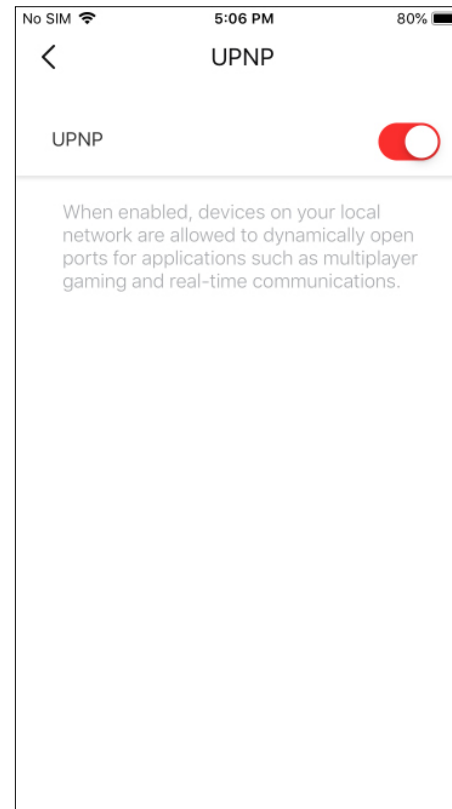 No SIM 5:06 PM 80%
UPNP
UPNP
When enabled, devices on your local
network are allowed to dynamically open
ports for applications such as multiplayer
gaming and real-time communications.